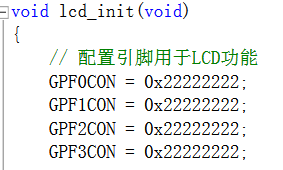 void lcd_init(void)
{
// 配置引脚用于LCD功能
GPF0CON = 0x22222222;
GPF1CON = 0x22222222;
GPF2CON = 0x22222222;
GPF3CON = 0x22222222;